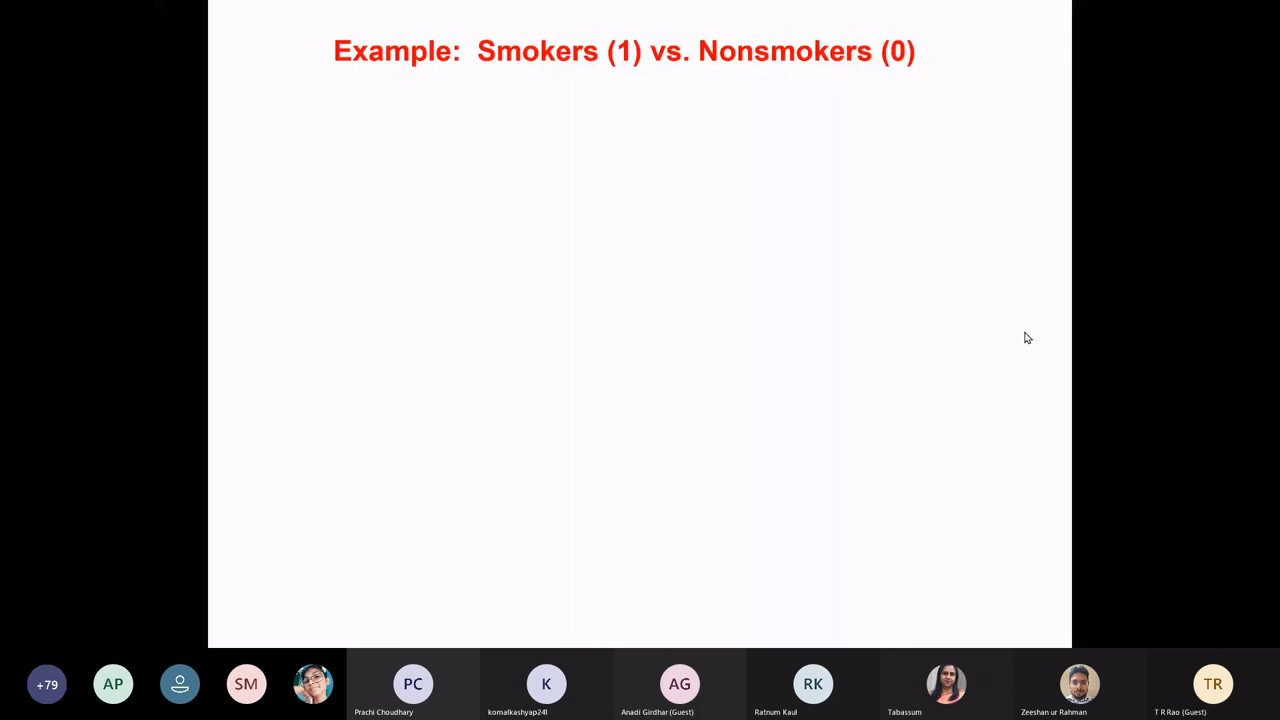 Example: Smokers (1) vs. Nonsmokers (0)
+79
AP
SM
PC
K
AG
RK
TR
Prachi Choudhary
komalkashyap241
Anadi Girdhar (Guest)
Ratnum Kaul
Tabassum
Zeeshan ur Rahman
T R Rao (Guest)